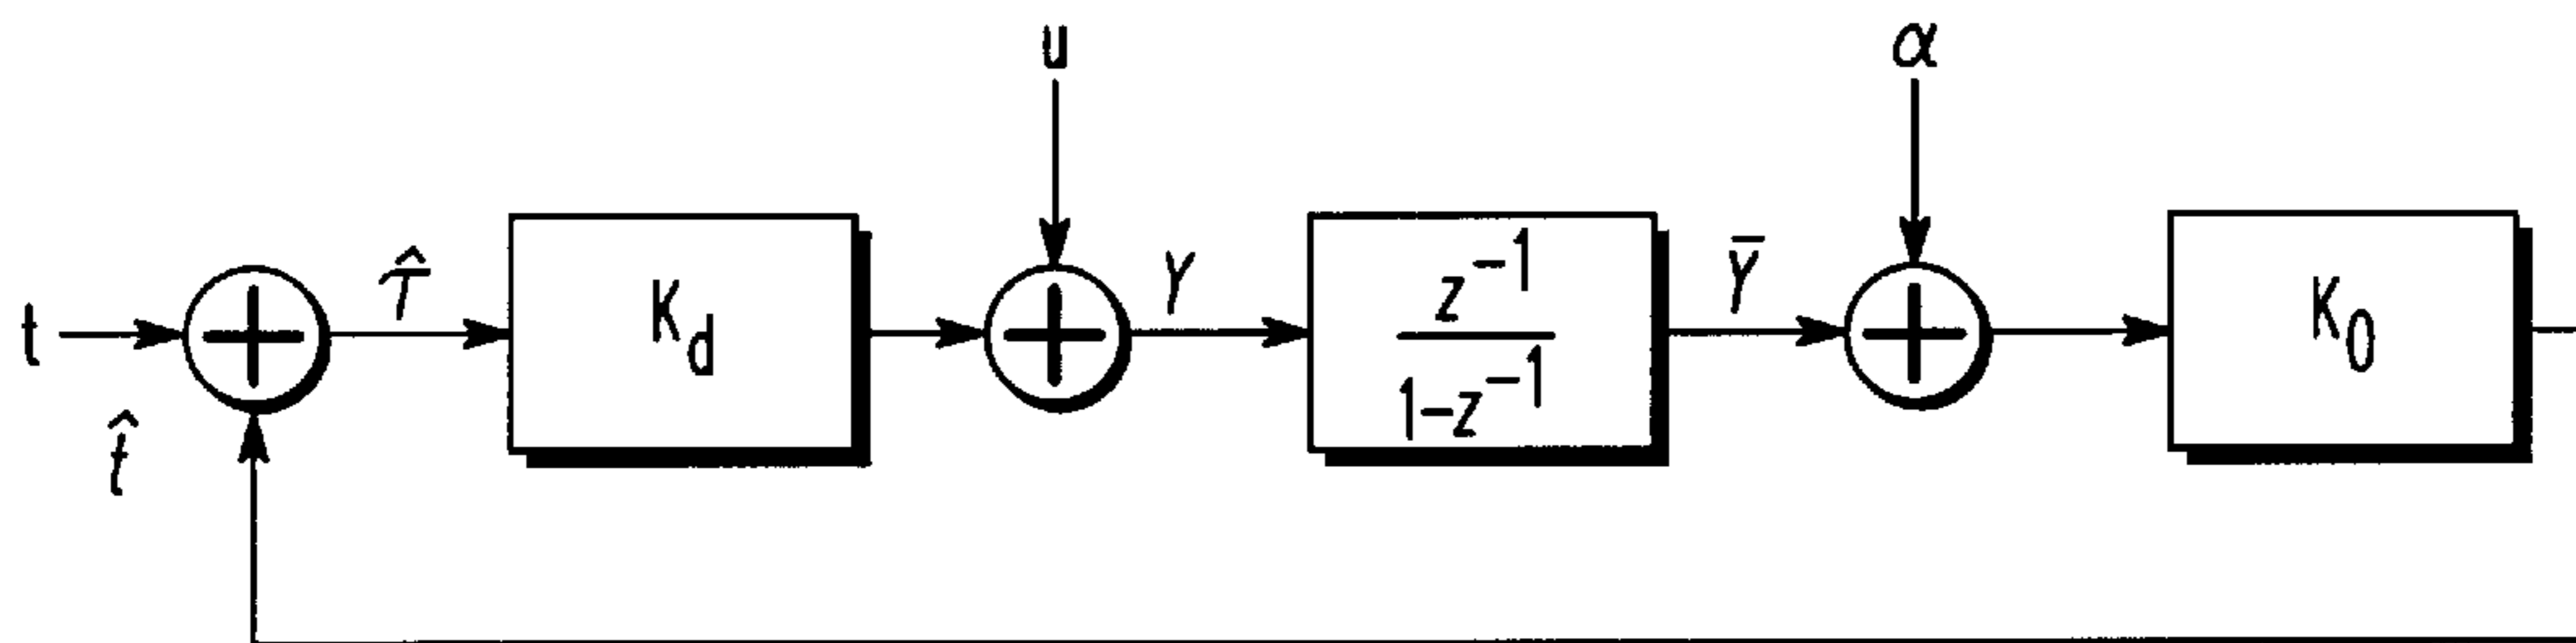 u
α
t
τ̂
K_d
Y
z^{-1}
1-z^{-1}
Ȳ
K_0
t̂